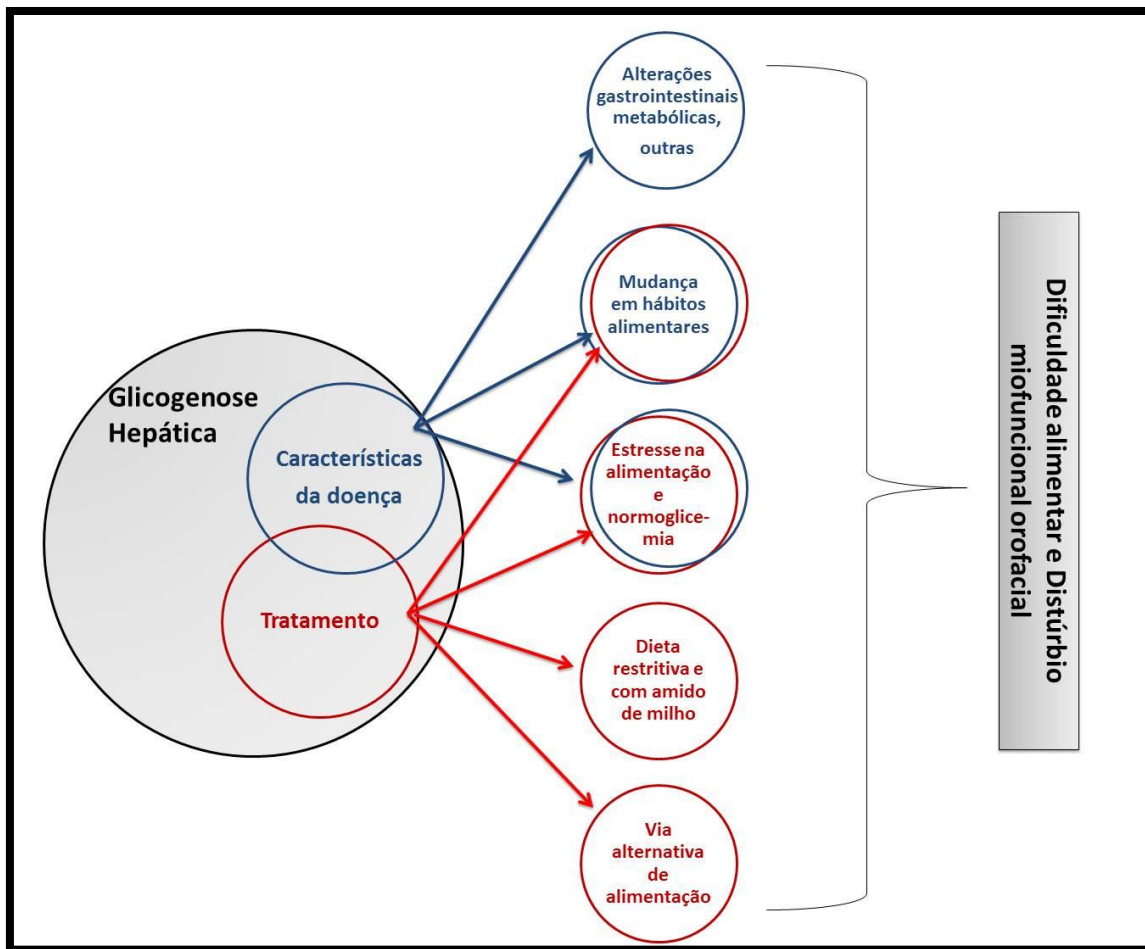 Alterações
gastrointestinais
metabólicas,
outras
Mudança
em hábitos
alimentares
Glicogenose
Hepática
Características
da doença
Estresse na
alimentação
e
normoglice-
mia
Tratamento
Dieta
restritiva e
com amido
de milho
Via
alternativa
de
alimentação
Dificuldade alimentar e Distúrbio
miofuncional orofacial